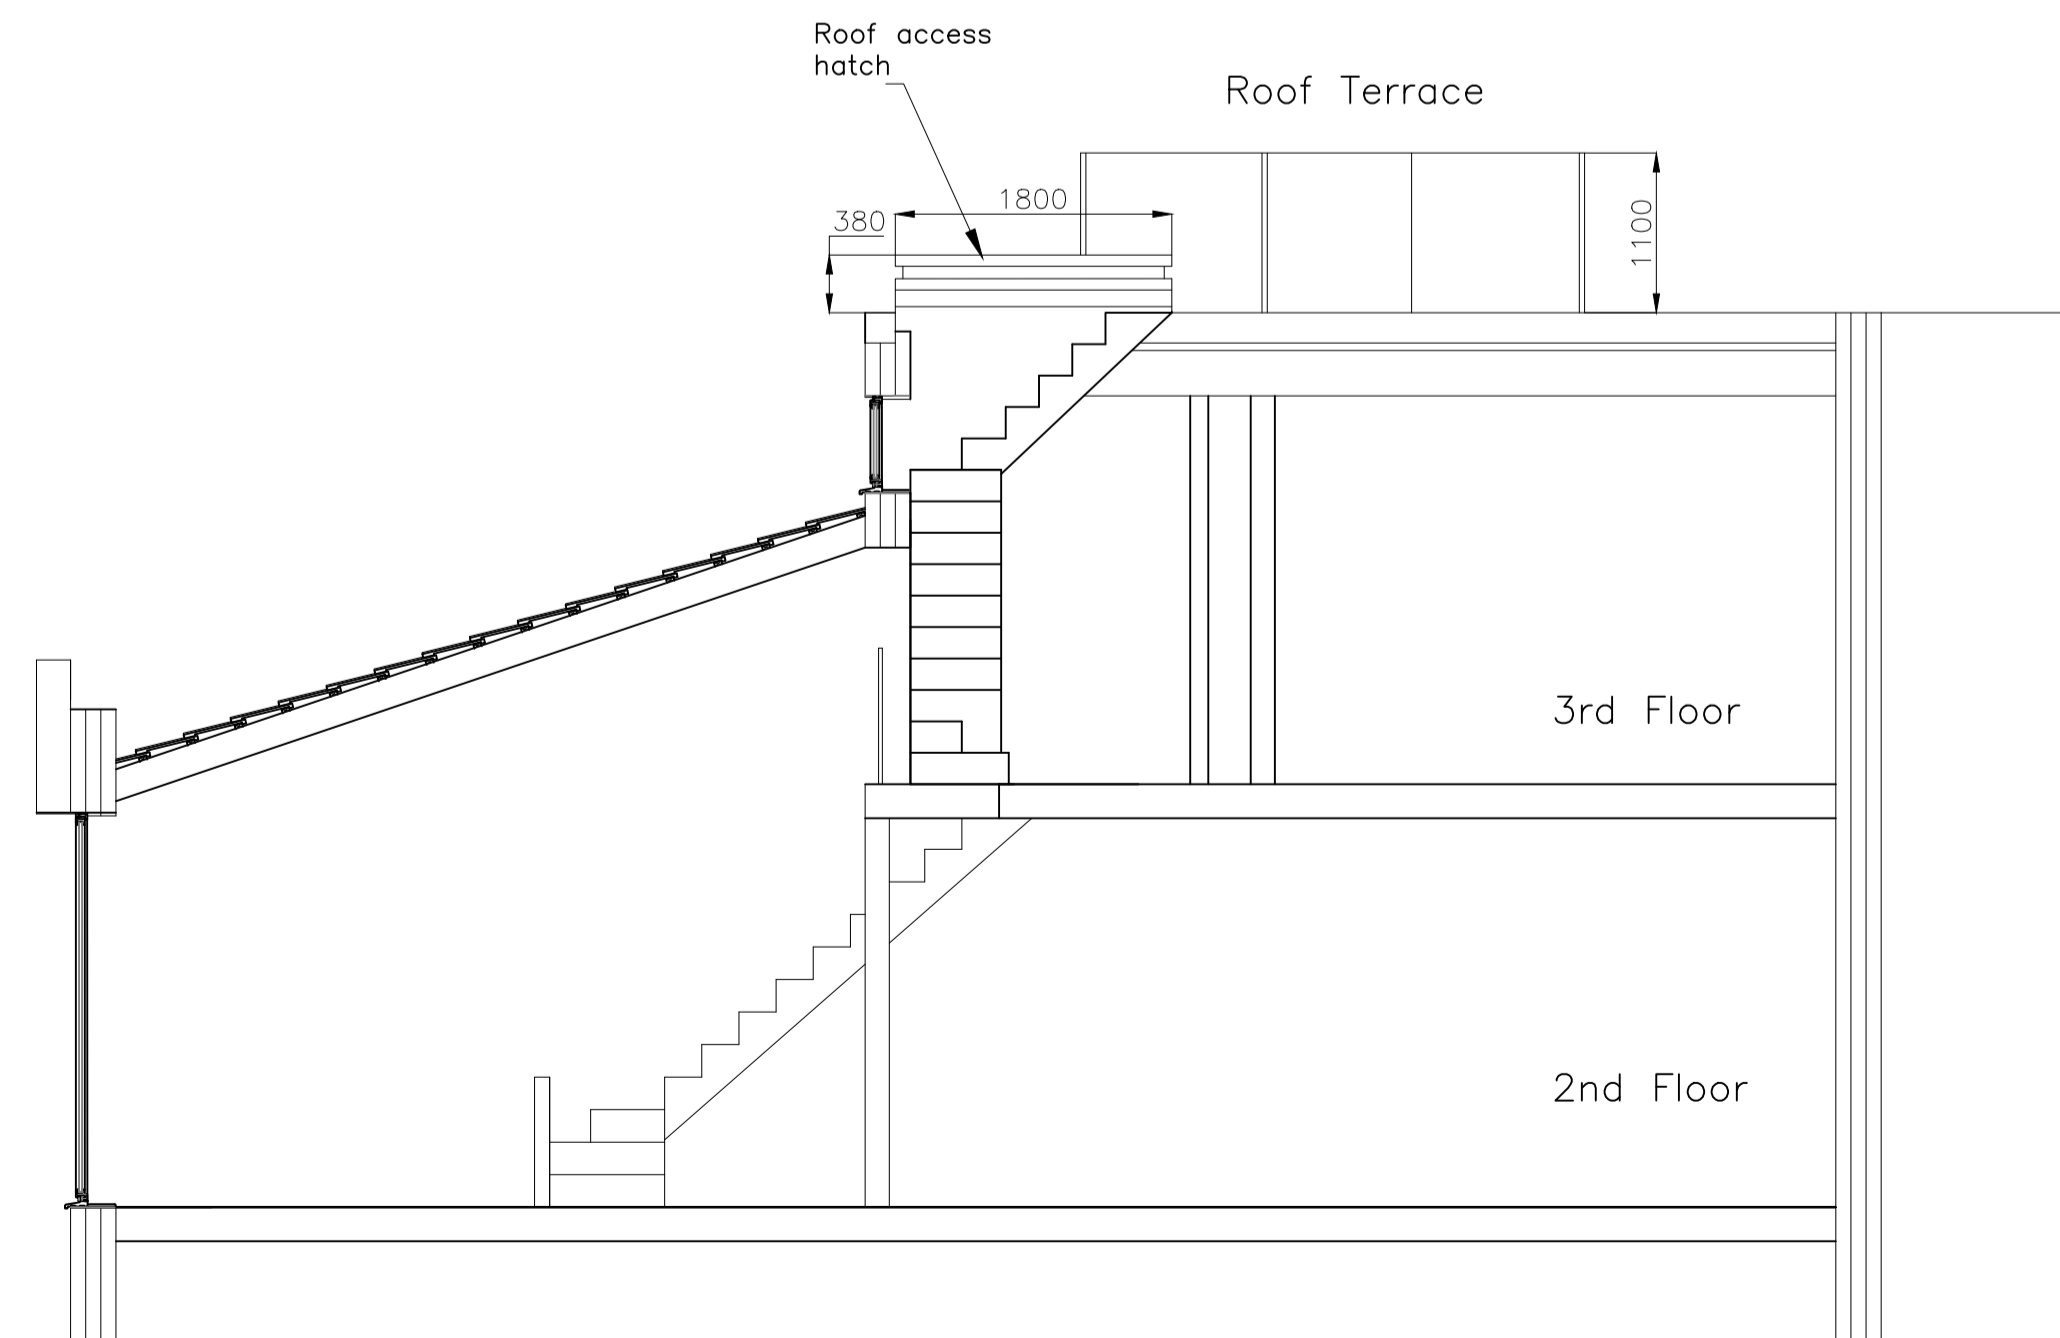 Roof access
hatch
Roof Terrace
1800
380
1100
3rd Floor
2nd Floor